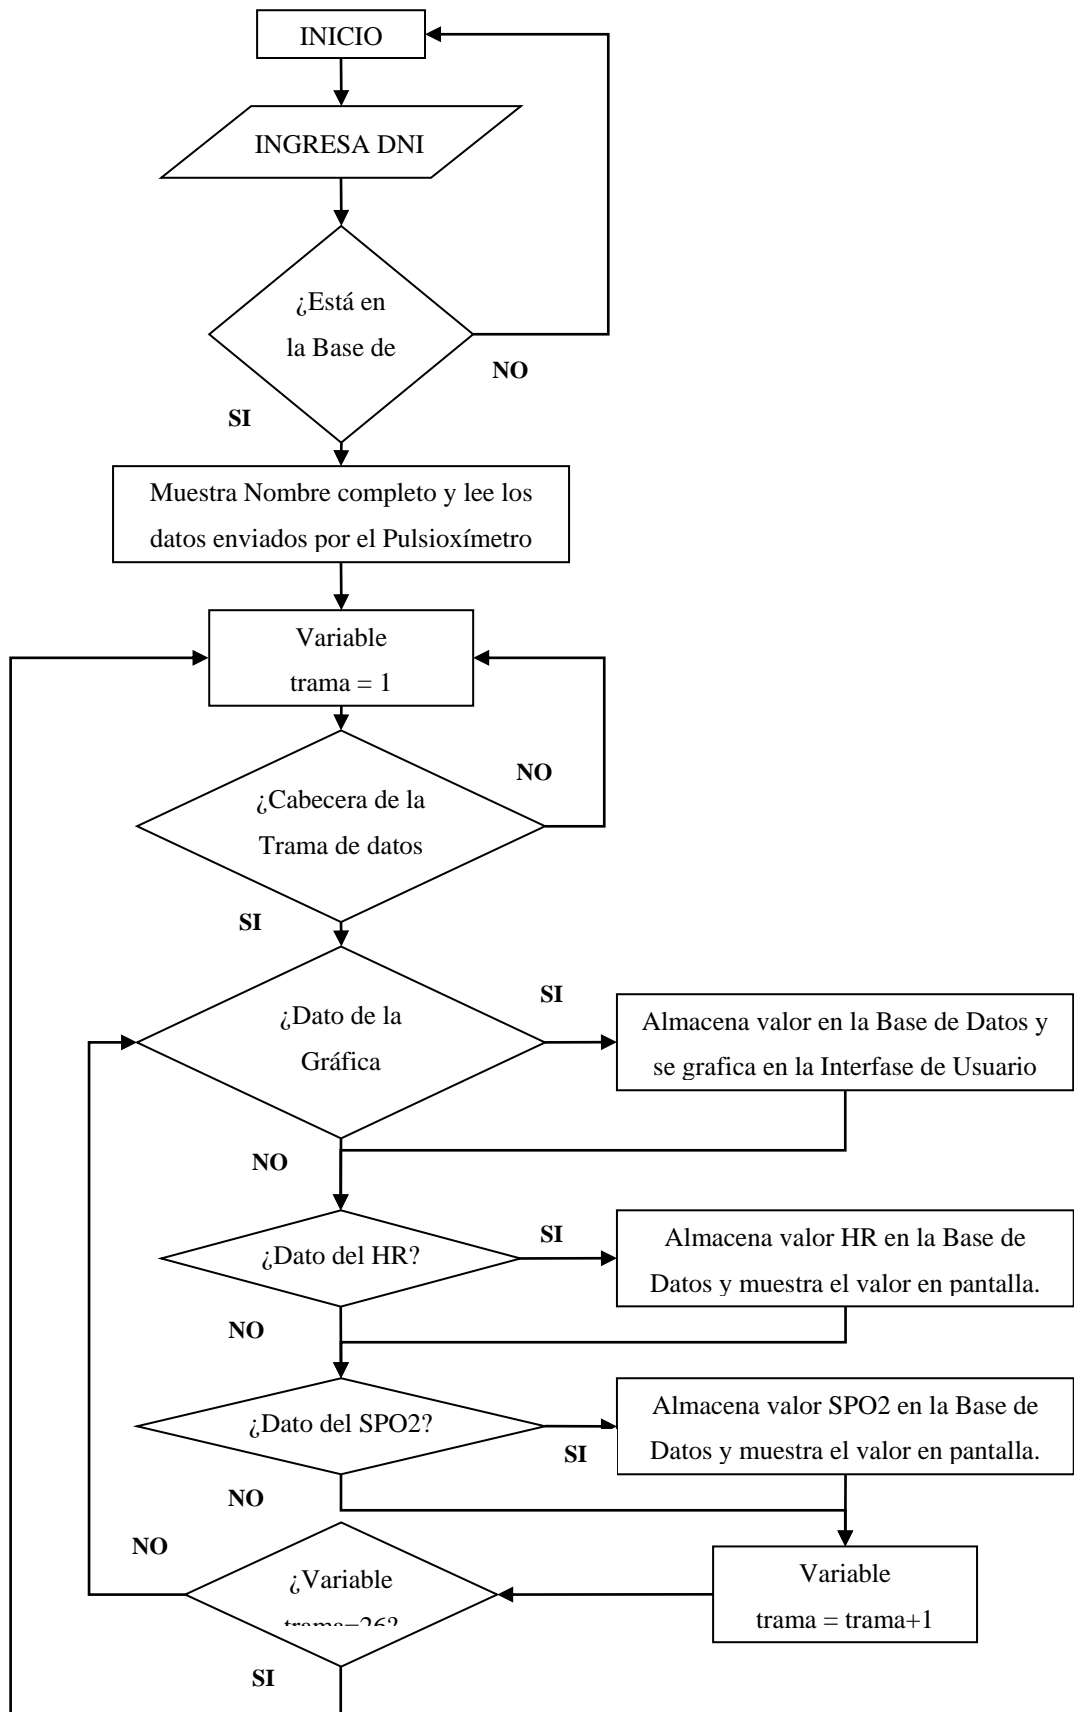 INICIO
INGRESA DNI
¿Está en
la Base de
NO
SI
Muestra Nombre completo y lee los
datos enviados por el Pulsioxímetro
Variable
trama = 1
NO
¿Cabecera de la
Trama de datos
SI
SI
¿Dato de la
Gráfica
Almacena valor en la Base de Datos y
se grafica en la Interfase de Usuario
NO
¿Dato del HR?
SI
Almacena valor HR en la Base de
Datos y muestra el valor en pantalla.
NO
¿Dato del SPO2?
SI
Almacena valor SPO2 en la Base de
Datos y muestra el valor en pantalla.
NO
NO
¿Variable
trama=26?
Variable
trama = trama+1
SI